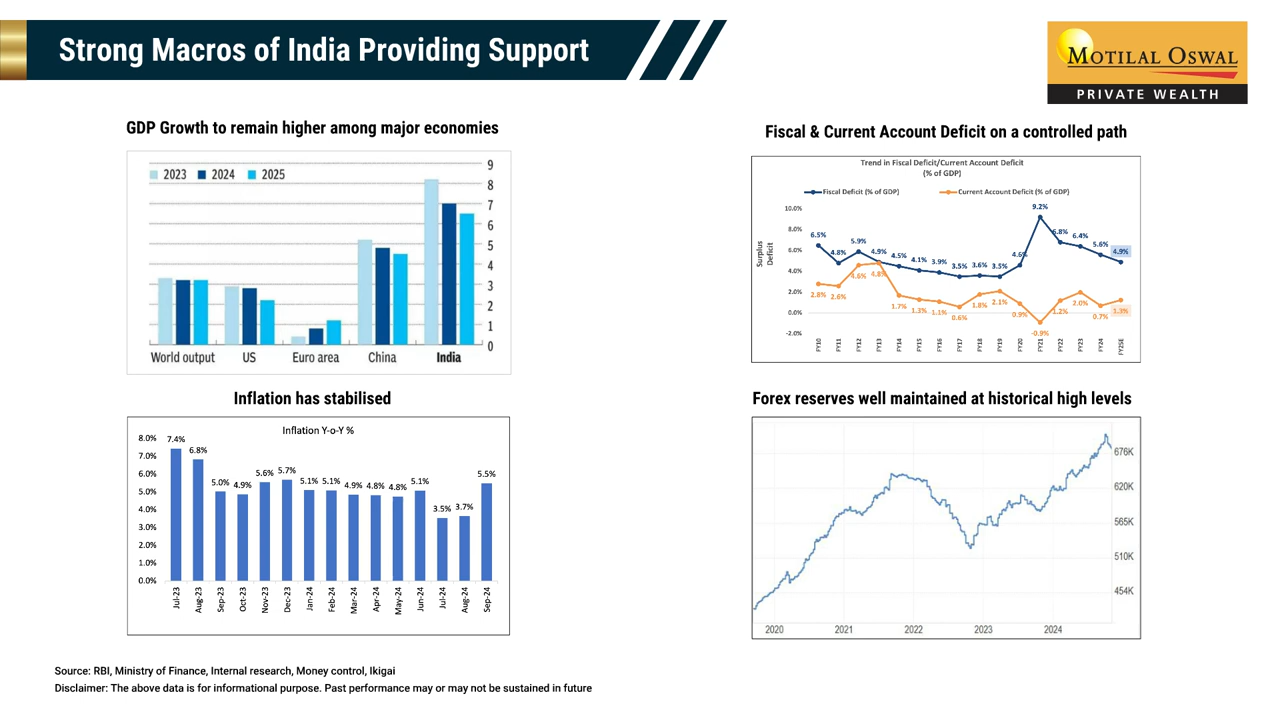 Strong Macros of India Providing Support
MOTILAL OSWAL
PRIVATE WEALTH
GDP Growth to remain higher among major economies
2023 2024 2025
9
8
7
6
5
4
3
2
1
0
World output US Euro area China India
Fiscal & Current Account Deficit on a controlled path
Trend in Fiscal Deficit/Current Account Deficit
(% of GDP)
Fiscal Deficit (% of GDP) Current Account Deficit (% of GDP)
Surplus
Deficit
10.0%
8.0%
6.0%
4.0%
2.0%
0.0%
-2.0%
6.5% 4.8% 5.9% 4.9% 4.5% 4.1% 3.9% 3.5% 3.6% 3.5% 4.6% 9.2% 6.8% 6.4% 5.6% 4.9%
2.8% 2.6% 4.6% 4.8% 1.7% 1.3% 1.1% 0.6% 1.8% 2.1% 0.9% -0.9% 1.2% 2.0% 0.7% 1.3%
FY10 FY11 FY12 FY13 FY14 FY15 FY16 FY17 FY18 FY19 FY20 FY21 FY22 FY23 FY24 FY25E
Inflation has stabilised
Inflation Y-o-Y %
8.0%
7.0%
6.0%
5.0%
4.0%
3.0%
2.0%
1.0%
0.0%
7.4% 6.8% 5.0% 4.9% 5.6% 5.7% 5.1% 5.1% 4.9% 4.8% 4.8% 5.1% 3.5% 3.7% 5.5%
Jul-23 Aug-23 Sep-23 Oct-23 Nov-23 Dec-23 Jan-24 Feb-24 Mar-24 Apr-24 May-24 Jun-24 Jul-24 Aug-24 Sep-24
Forex reserves well maintained at historical high levels
676K
620K
565K
510K
454K
2020 2021 2022 2023 2024
Source: RBI, Ministry of Finance, Internal research, Money control, Ikigai
Disclaimer: The above data is for informational purpose. Past performance may or may not be sustained in future